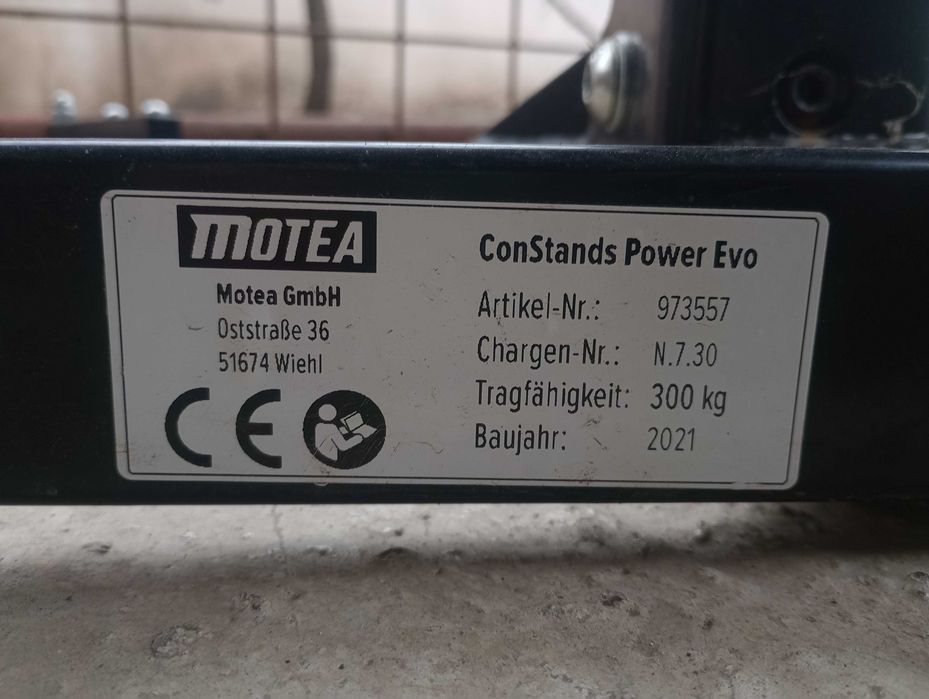 MOTEA
Motea GmbH
Oststraße 36
51674 Wiehl
CE
ConStands Power Evo
Artikel-Nr.: 973557
Chargen-Nr.: N.7.30
Tragfähigkeit: 300 kg
Baujahr: 2021